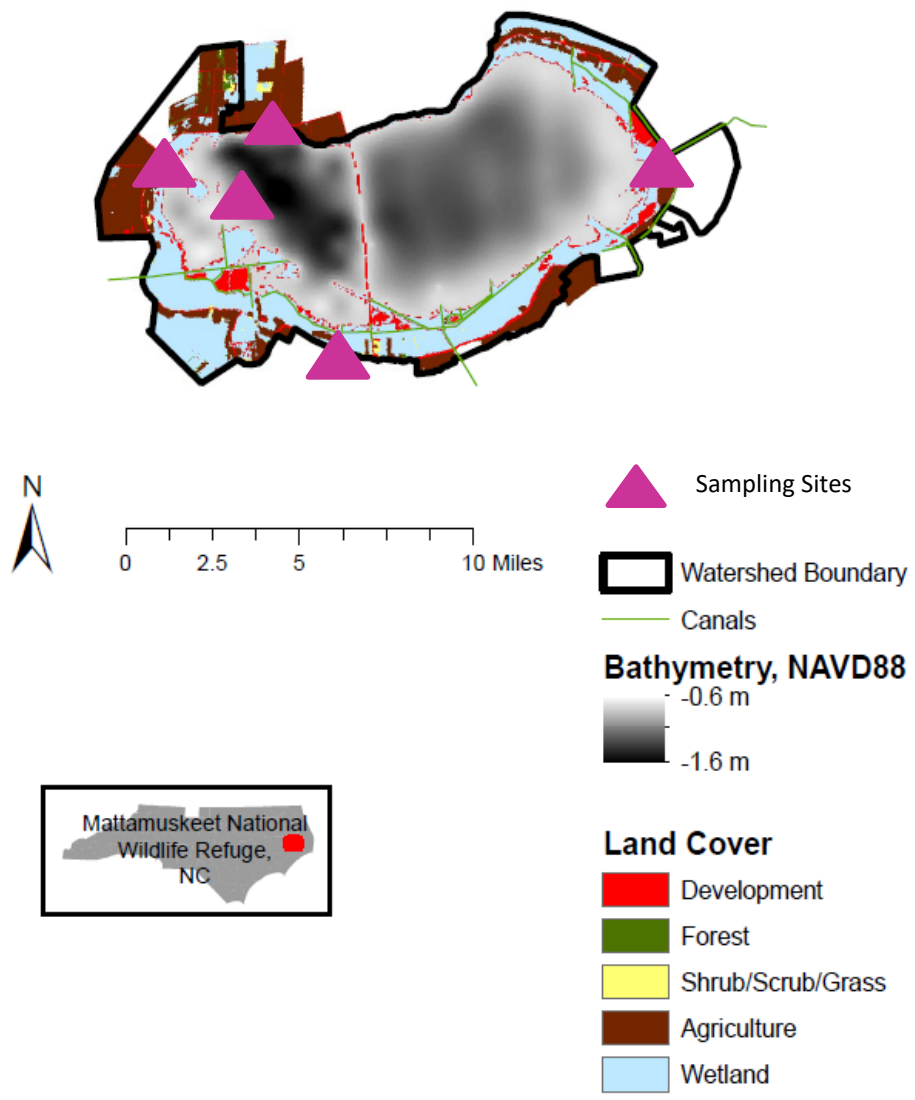 N
0 2.5 5 10 Miles
Sampling Sites
Watershed Boundary
Canals
Bathymetry, NAVD88
-0.6 m
-1.6 m
Mattamuskeet National
Wildlife Refuge,
NC
Land Cover
Development
Forest
Shrub/Scrub/Grass
Agriculture
Wetland